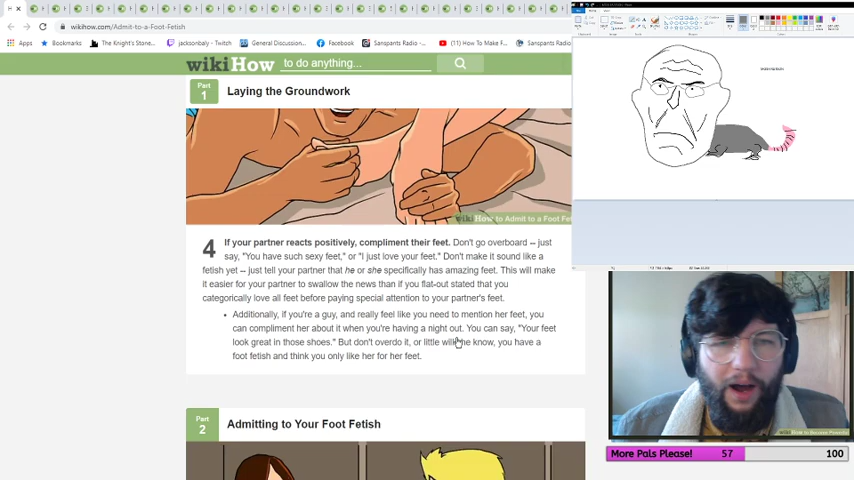 wikihow.com/Admit-to-a-Foot-Fetish
Apps
Bookmarks
The Knight's Stone...
jacksonbaly - Twitch
General Discussion...
Facebook
Sanspants Radio -...
(11) How To Make F...
Sanspants Radio
wikiHow to do anything...
Part
1
Laying the Groundwork
wikiHow to Admit to a Foot Fet
4 If your partner reacts positively, compliment their feet. Don't go overboard -- just
say, "You have such sexy feet," or "I just love your feet." Don't make it sound like a
fetish yet -- just tell your partner that he or she specifically has amazing feet. This will make
it easier for your partner to swallow the news than if you flat-out stated that you
categorically love all feet before paying special attention to your partner's feet.
Additionally, if you're a guy, and really feel like you need to mention her feet, you
can compliment her about it when you're having a night out. You can say, "Your feet
look great in those shoes." But don't overdo it, or little will she know, you have a
foot fetish and think you only like her for her feet.
Part
2
Admitting to Your Foot Fetish
wikiHow to Become Powerful
More Pals Please! 57 100